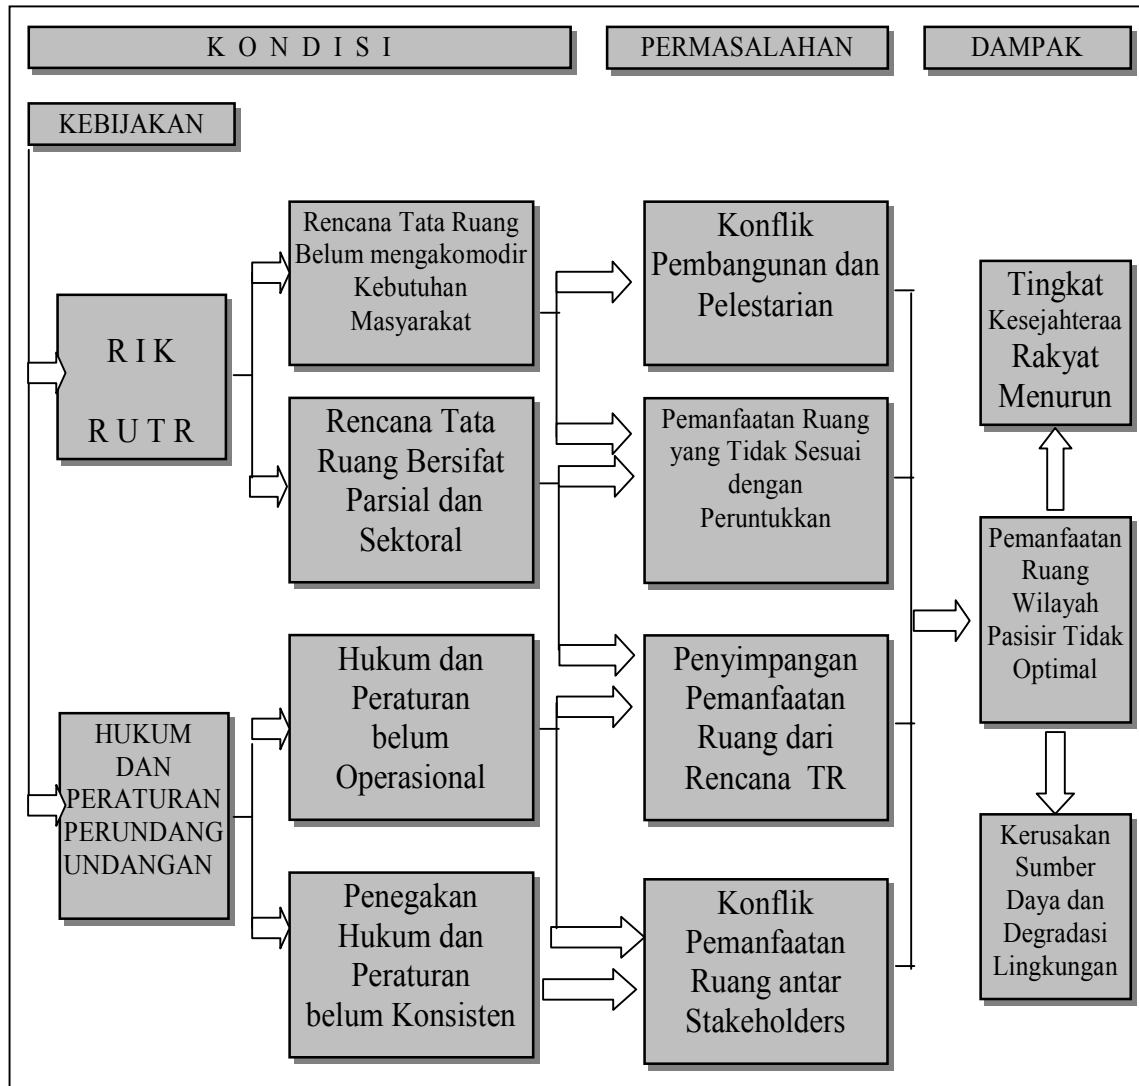 K O N D I S I
PERMASALAHAN
DAMPAK
KEBIJAKAN
R I K
R U T R
HUKUM
DAN
PERATURAN
PERUNDANG
UNDANGAN
Rencana Tata Ruang
Belum mengakomodir
Kebutuhan
Masyarakat
Rencana Tata
Ruang Bersifat
Parsial dan
Sektoral
Hukum dan
Peraturan
belum
Operasional
Penegakan
Hukum dan
Peraturan
belum Konsisten
Konflik
Pembangunan dan
Pelestarian
Pemanfaatan Ruang
yang Tidak Sesuai
dengan
Peruntukkan
Penyimpangan
Pemanfaatan
Ruang dari
Rencana TR
Konflik
Pemanfaatan
Ruang antar
Stakeholders
Tingkat
Kesejahteraa
Rakyat
Menurun
Pemanfaatan
Ruang
Wilayah
Pasisir Tidak
Optimal
Kerusakan
Sumber
Daya dan
Degradasi
Lingkungan